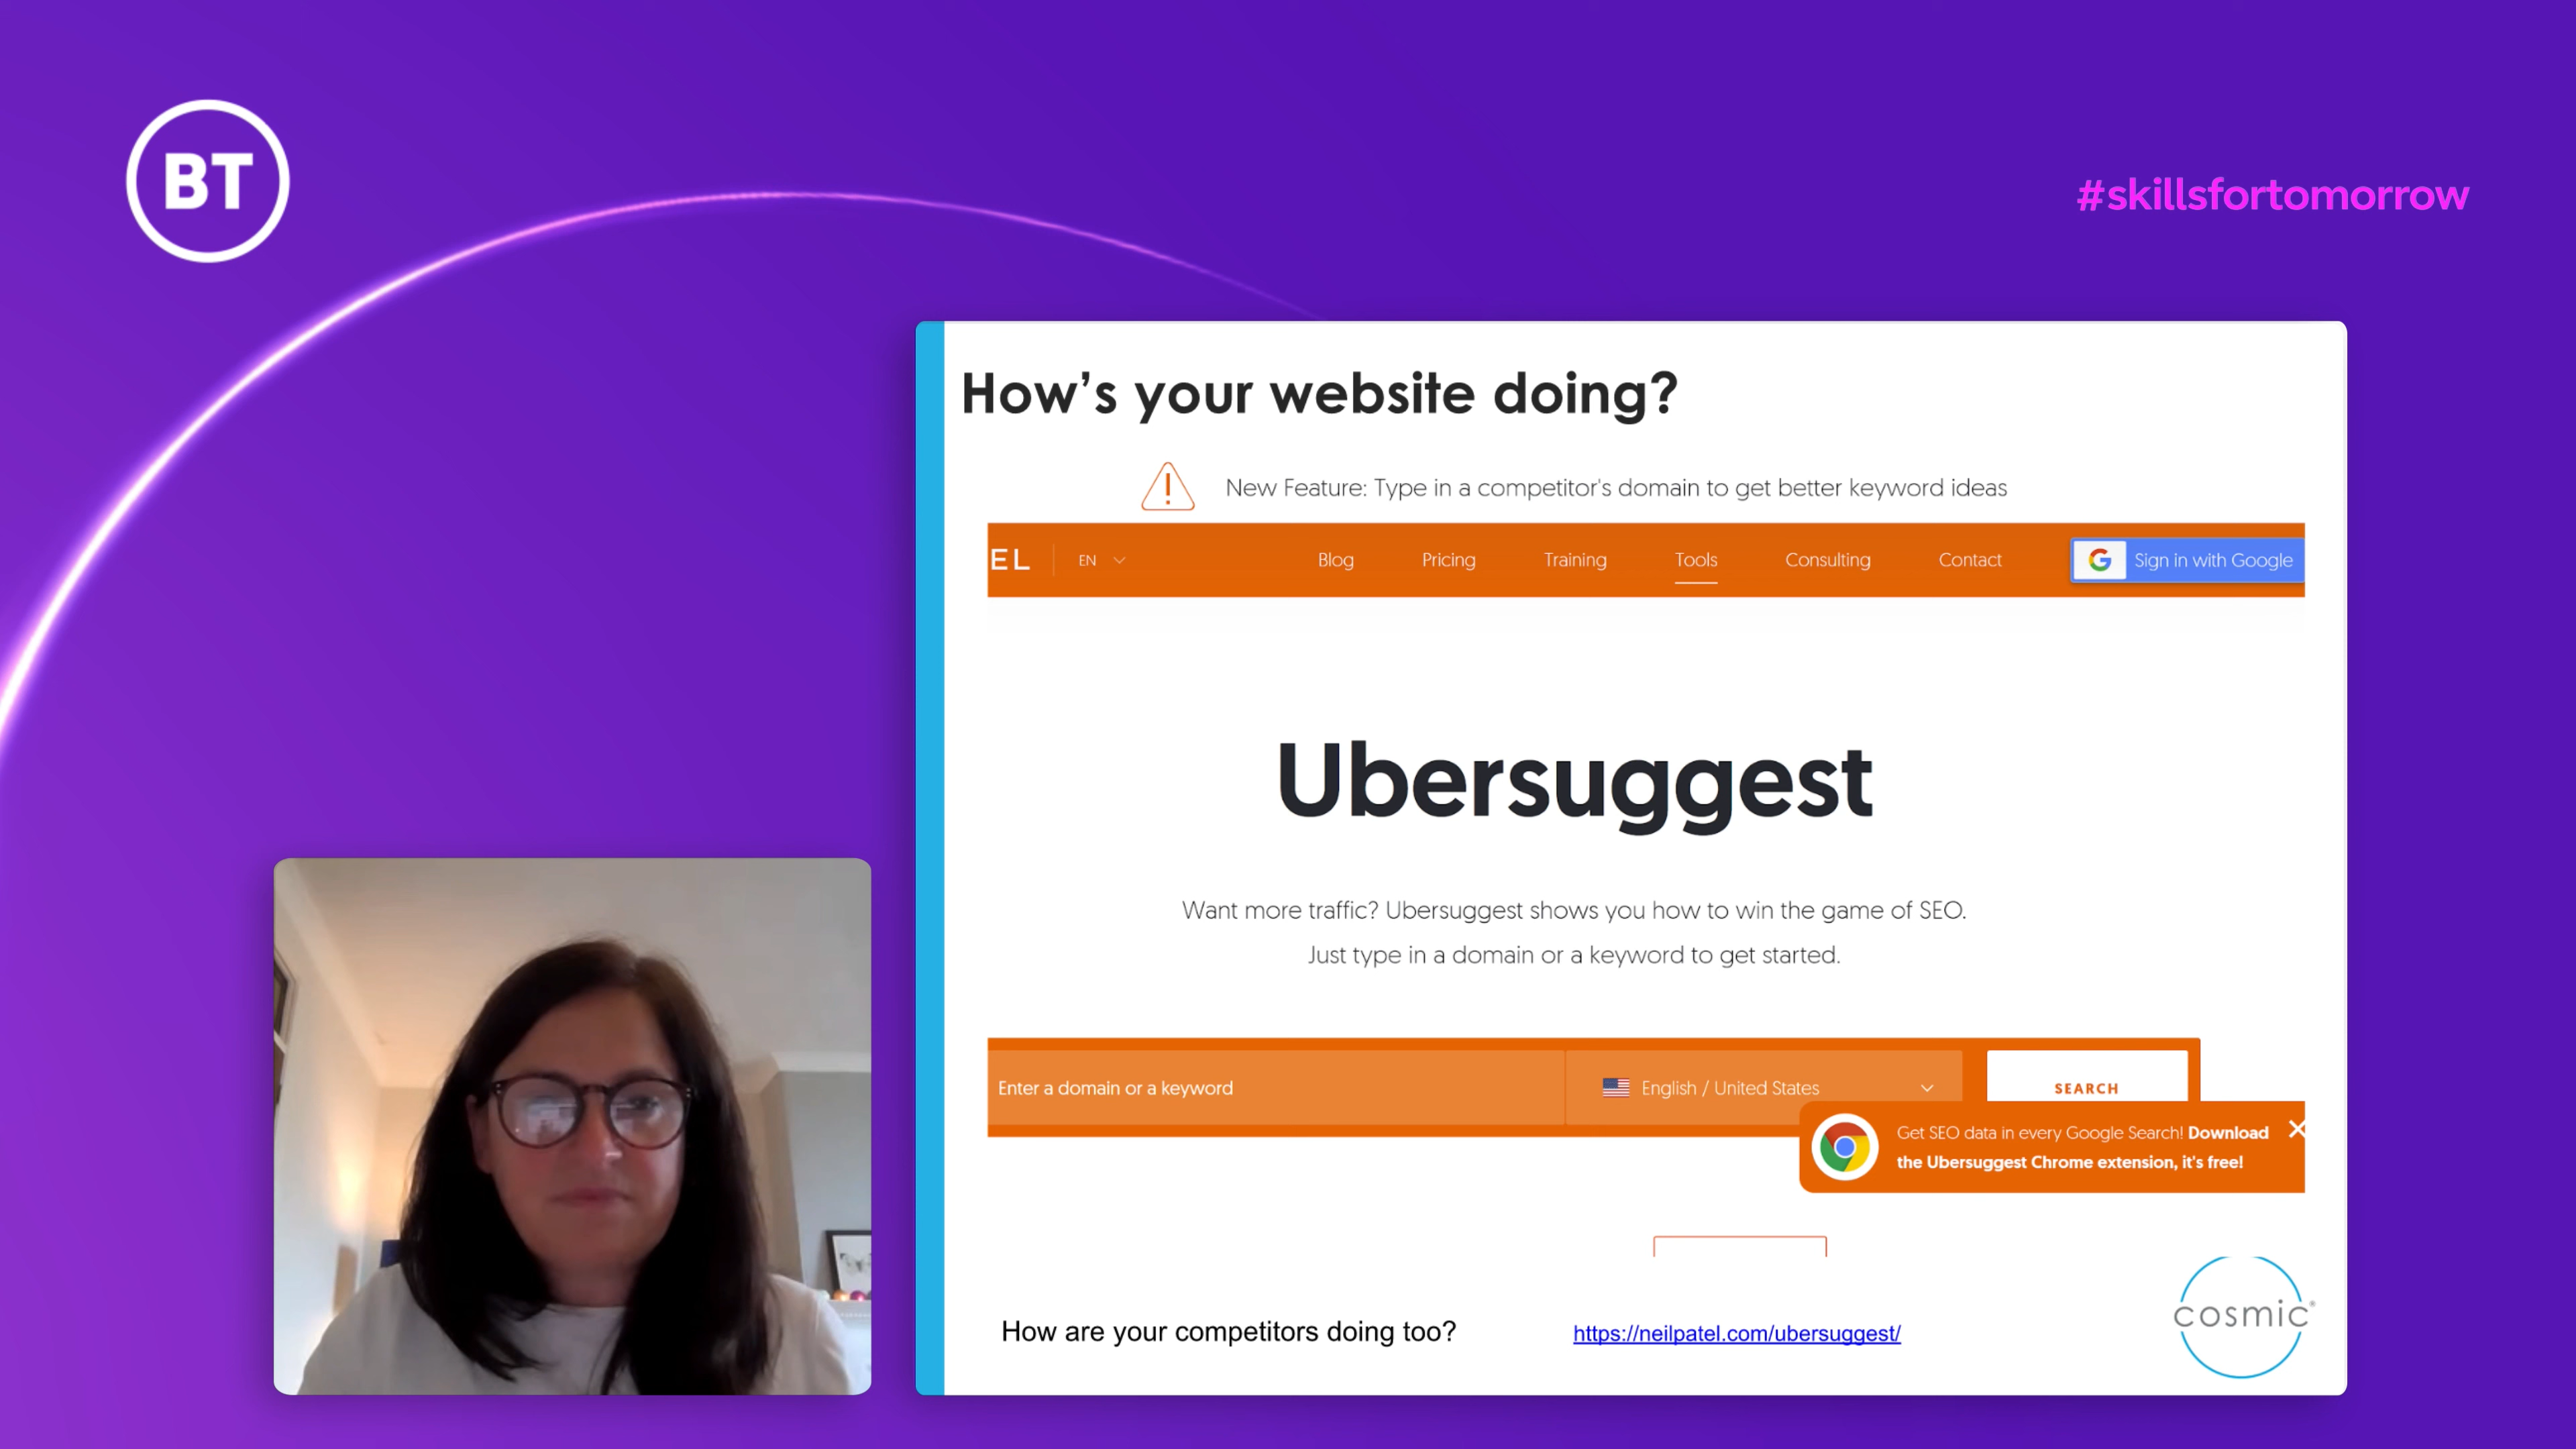 BT
#skillsfortomorrow
How's your website doing?
New Feature: Type in a competitor's domain to get better keyword ideas
EL
EN
Blog
Pricing
Training
Tools
Consulting
Contact
Sign in with Google
Ubersuggest
Want more traffic? Ubersuggest shows you how to win the game of SEO.
Just type in a domain or a keyword to get started.
Enter a domain or a keyword
English / United States
SEARCH
Get SEO data in every Google Search! Download
the Ubersuggest Chrome extension, it's free!
How are your competitors doing too?
https://neilpatel.com/ubersuggest/
cosmic®